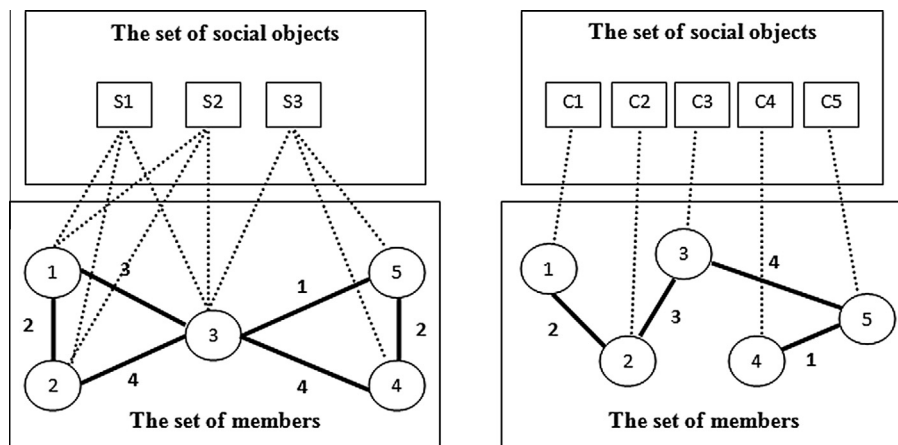 The set of social objects
S1 S2 S3
1 3 5
1
2 3 2
2 4 4 4
The set of members
The set of social objects
C1 C2 C3 C4 C5
3
1 4
2 3 5
2 4 1
The set of members